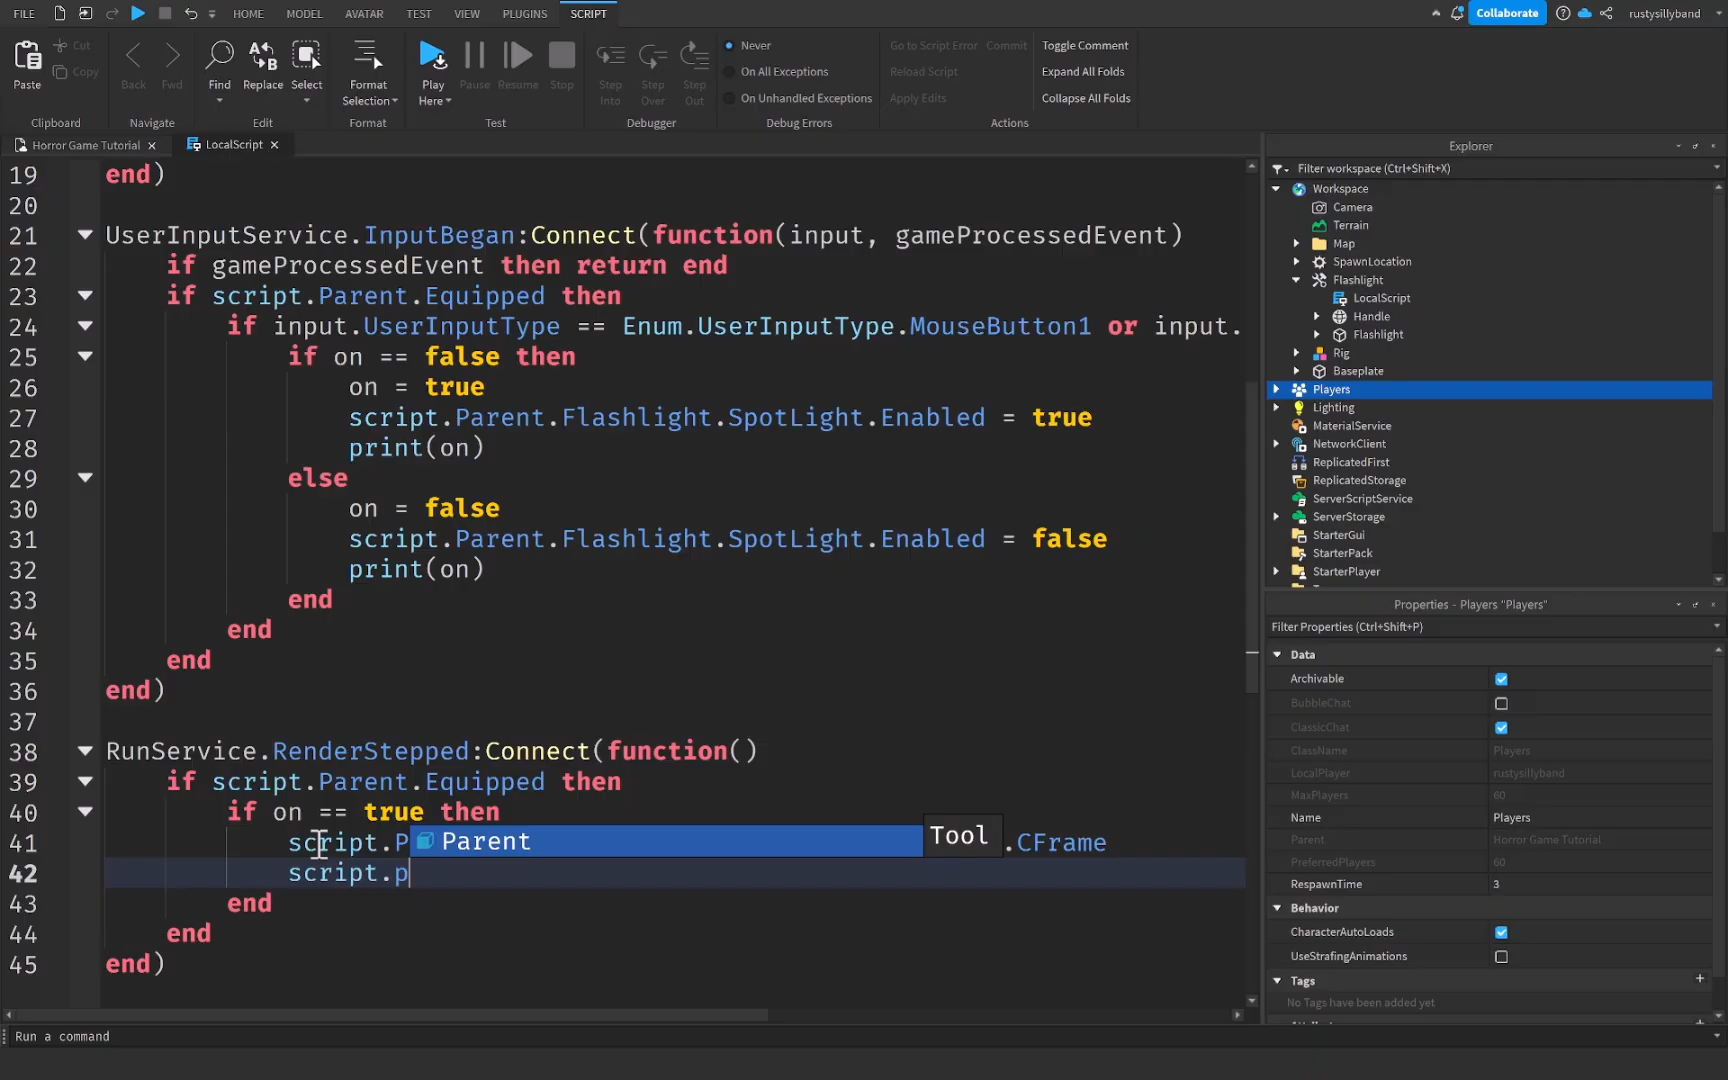 FILE HOME MODEL AVATAR TEST VIEW PLUGINS SCRIPT Collaborate rustysillyband
Paste Cut Copy Back Fwd Find Replace Select Format Selection Play Here Pause Resume Stop Step Into Step Over Step Out
Never
On All Exceptions
On Unhandled Exceptions
Go to Script Error Commit
Reload Script
Apply Edits
Toggle Comment
Expand All Folds
Collapse All Folds
Clipboard Navigate Edit Format Test Debugger Debug Errors Actions
Horror Game Tutorial LocalScript
19 end)
20
21 UserInputService.InputBegan:Connect(function(input, gameProcessedEvent)
22 if gameProcessedEvent then return end
23 if script.Parent.Equipped then
24 if input.UserInputType == Enum.UserInputType.MouseButton1 or input.
25 if on == false then
26 on = true
27 script.Parent.Flashlight.SpotLight.Enabled = true
28 print(on)
29 else
30 on = false
31 script.Parent.Flashlight.SpotLight.Enabled = false
32 print(on)
33 end
34 end
35 end
36 end)
37
38 RunService.RenderStepped:Connect(function()
39 if script.Parent.Equipped then
40 if on == true then
41 script.P Parent Tool .CFrame
42 script.p
43 end
44 end
45 end)
Run a command
Explorer
Filter workspace (Ctrl+Shift+X)
Workspace
Camera
Terrain
Map
SpawnLocation
Flashlight
LocalScript
Handle
Flashlight
Rig
Baseplate
Players
Lighting
MaterialService
NetworkClient
ReplicatedFirst
ReplicatedStorage
ServerScriptService
ServerStorage
StarterGui
StarterPack
StarterPlayer
Properties - Players "Players"
Filter Properties (Ctrl+Shift+P)
Data
Archivable
BubbleChat
ClassicChat
ClassName Players
LocalPlayer rustysillyband
MaxPlayers 60
Name Players
Parent Horror Game Tutorial
PreferredPlayers 60
RespawnTime 3
Behavior
CharacterAutoLoads
UseStrafingAnimations
Tags
No Tags have been added yet